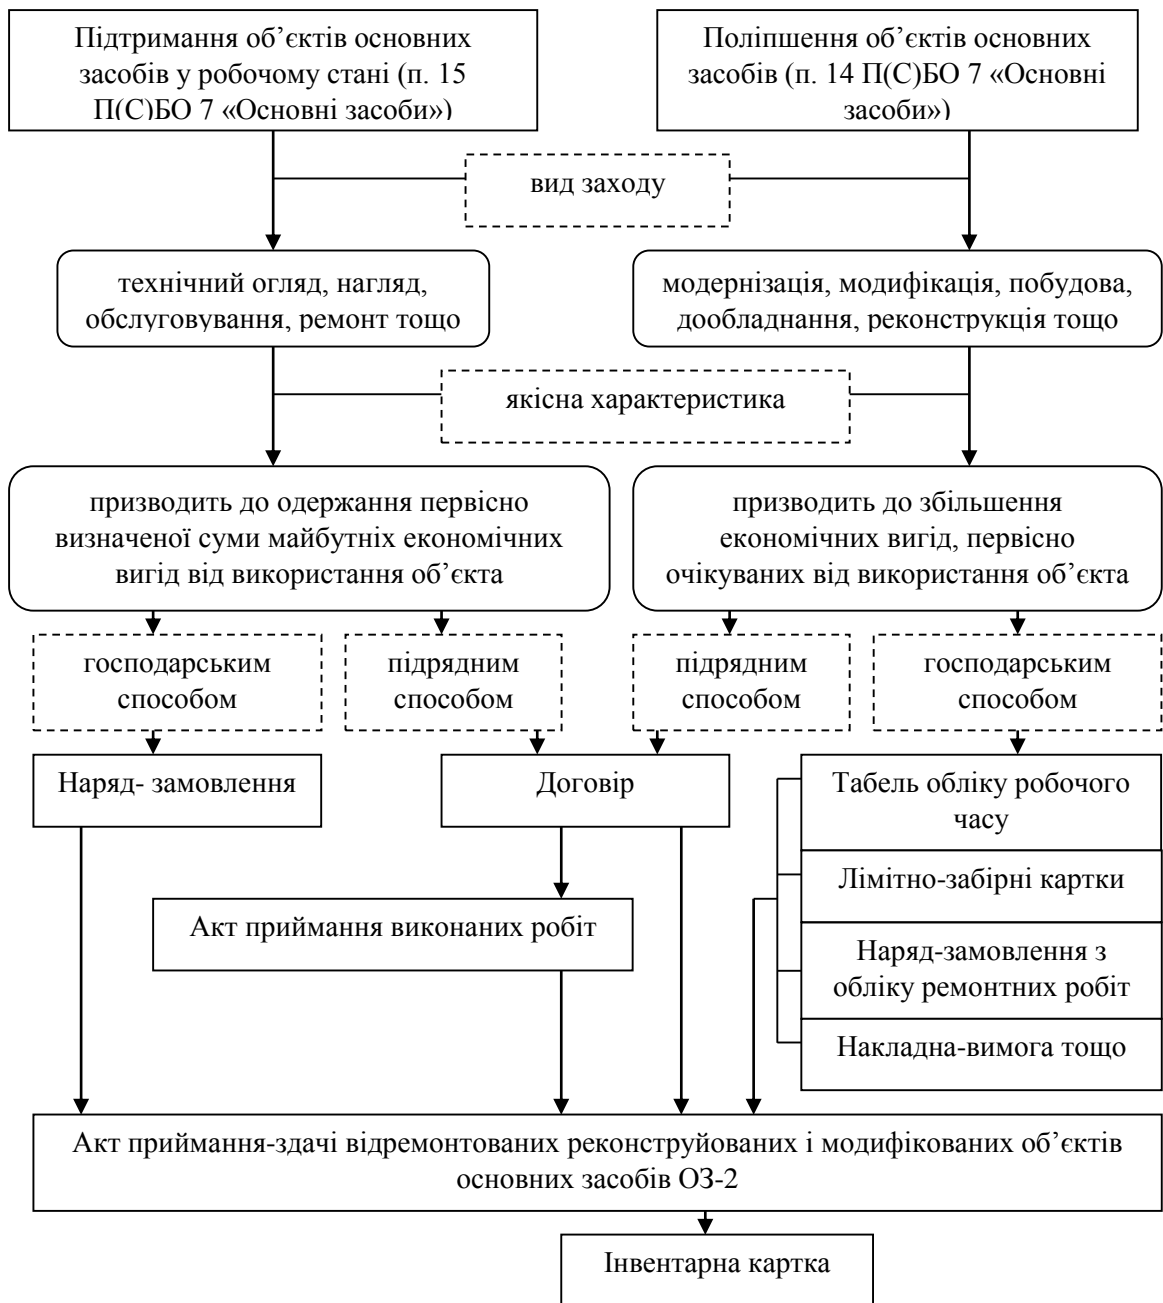 Підтримання об’єктів основних
засобів у робочому стані (п. 15
П(С)БО 7 «Основні засоби»)
Поліпшення об’єктів основних
засобів (п. 14 П(С)БО 7 «Основні
засоби»)
вид заходу
технічний огляд, нагляд,
обслуговування, ремонт тощо
модернізація, модифікація, побудова,
дообладнання, реконструкція тощо
якісна характеристика
призводить до одержання первісно
визначеної суми майбутніх економічних
вигід від використання об’єкта
призводить до збільшення
економічних вигід, первісно
очікуваних від використання об’єкта
господарським
способом
підрядним
способом
підрядним
способом
господарським
способом
Наряд- замовлення
Договір
Табель обліку робочого
часу
Лімітно-забірні картки
Акт приймання виконаних робіт
Наряд-замовлення з
обліку ремонтних робіт
Накладна-вимога тощо
Акт приймання-здачі відремонтованих реконструйованих і модифікованих об’єктів
основних засобів ОЗ-2
Інвентарна картка